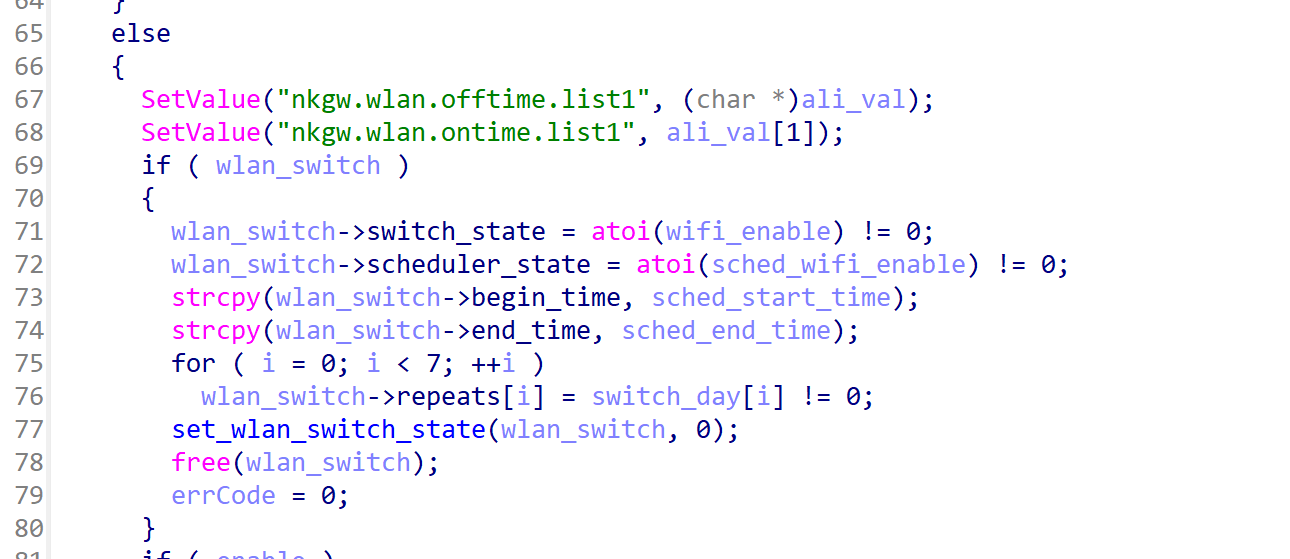 64 }
65 else
66 {
67 SetValue("nkgw.wlan.offtime.list1", (char *)ali_val);
68 SetValue("nkgw.wlan.ontime.list1", ali_val[1]);
69 if ( wlan_switch )
70 {
71 wlan_switch->switch_state = atoi(wifi_enable) != 0;
72 wlan_switch->scheduler_state = atoi(sched_wifi_enable) != 0;
73 strcpy(wlan_switch->begin_time, sched_start_time);
74 strcpy(wlan_switch->end_time, sched_end_time);
75 for ( i = 0; i < 7; ++i )
76 wlan_switch->repeats[i] = switch_day[i] != 0;
77 set_wlan_switch_state(wlan_switch, 0);
78 free(wlan_switch);
79 errCode = 0;
80 }
81 if ( enable )